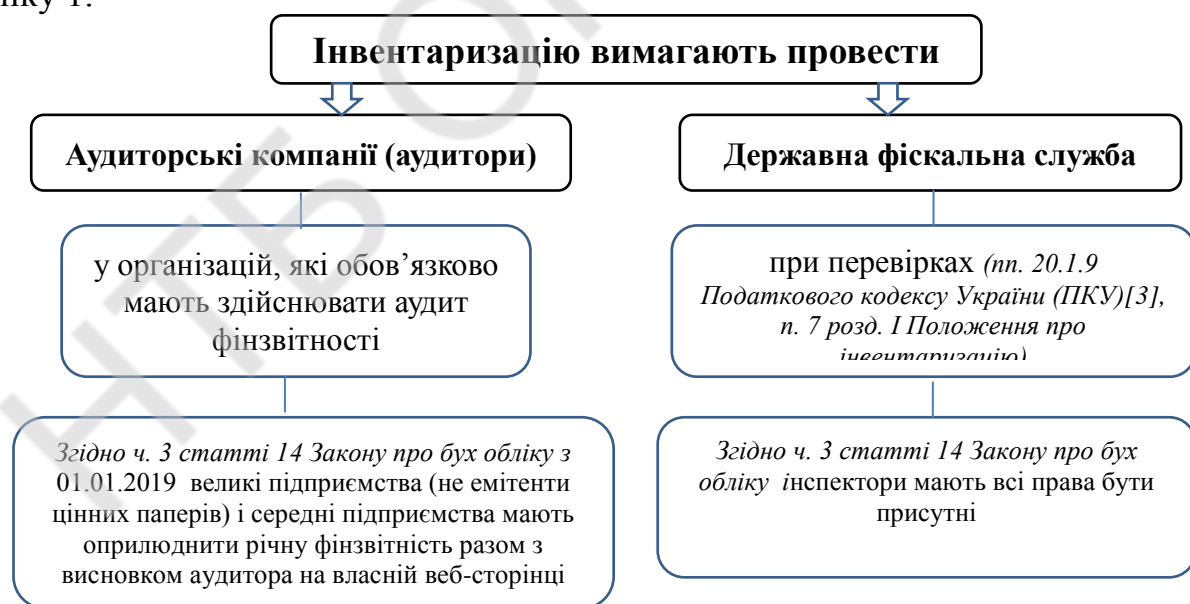 нку 1.
Інвентаризацію вимагають провести
Аудиторські компанії (аудитори)
Державна фіскальна служба
у організацій, які обов’язково
мають здійснювати аудит
фінзвітності
при перевірках (пп. 20.1.9
Податкового кодексу України (ПКУ)[3],
п. 7 розд. І Положення про
інвентаризацію)
Згідно ч. 3 статті 14 Закону про бух обліку з
01.01.2019 великі підприємства (не емітенти
цінних паперів) і середні підприємства мають
оприлюднити річну фінзвітність разом з
висновком аудитора на власній веб-сторінці
Згідно ч. 3 статті 14 Закону про бух
обліку інспектори мають всі права бути
присутні
НТБ